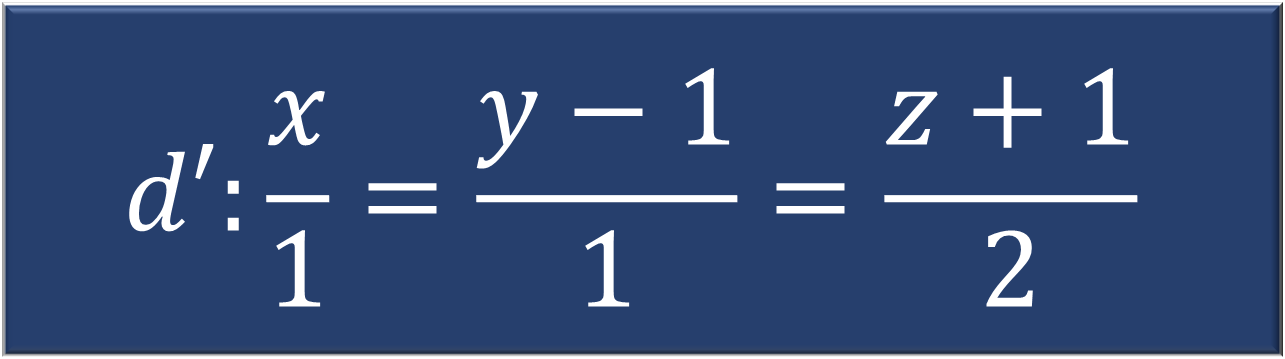 d′: x/1 = (y − 1)/1 = (z + 1)/2